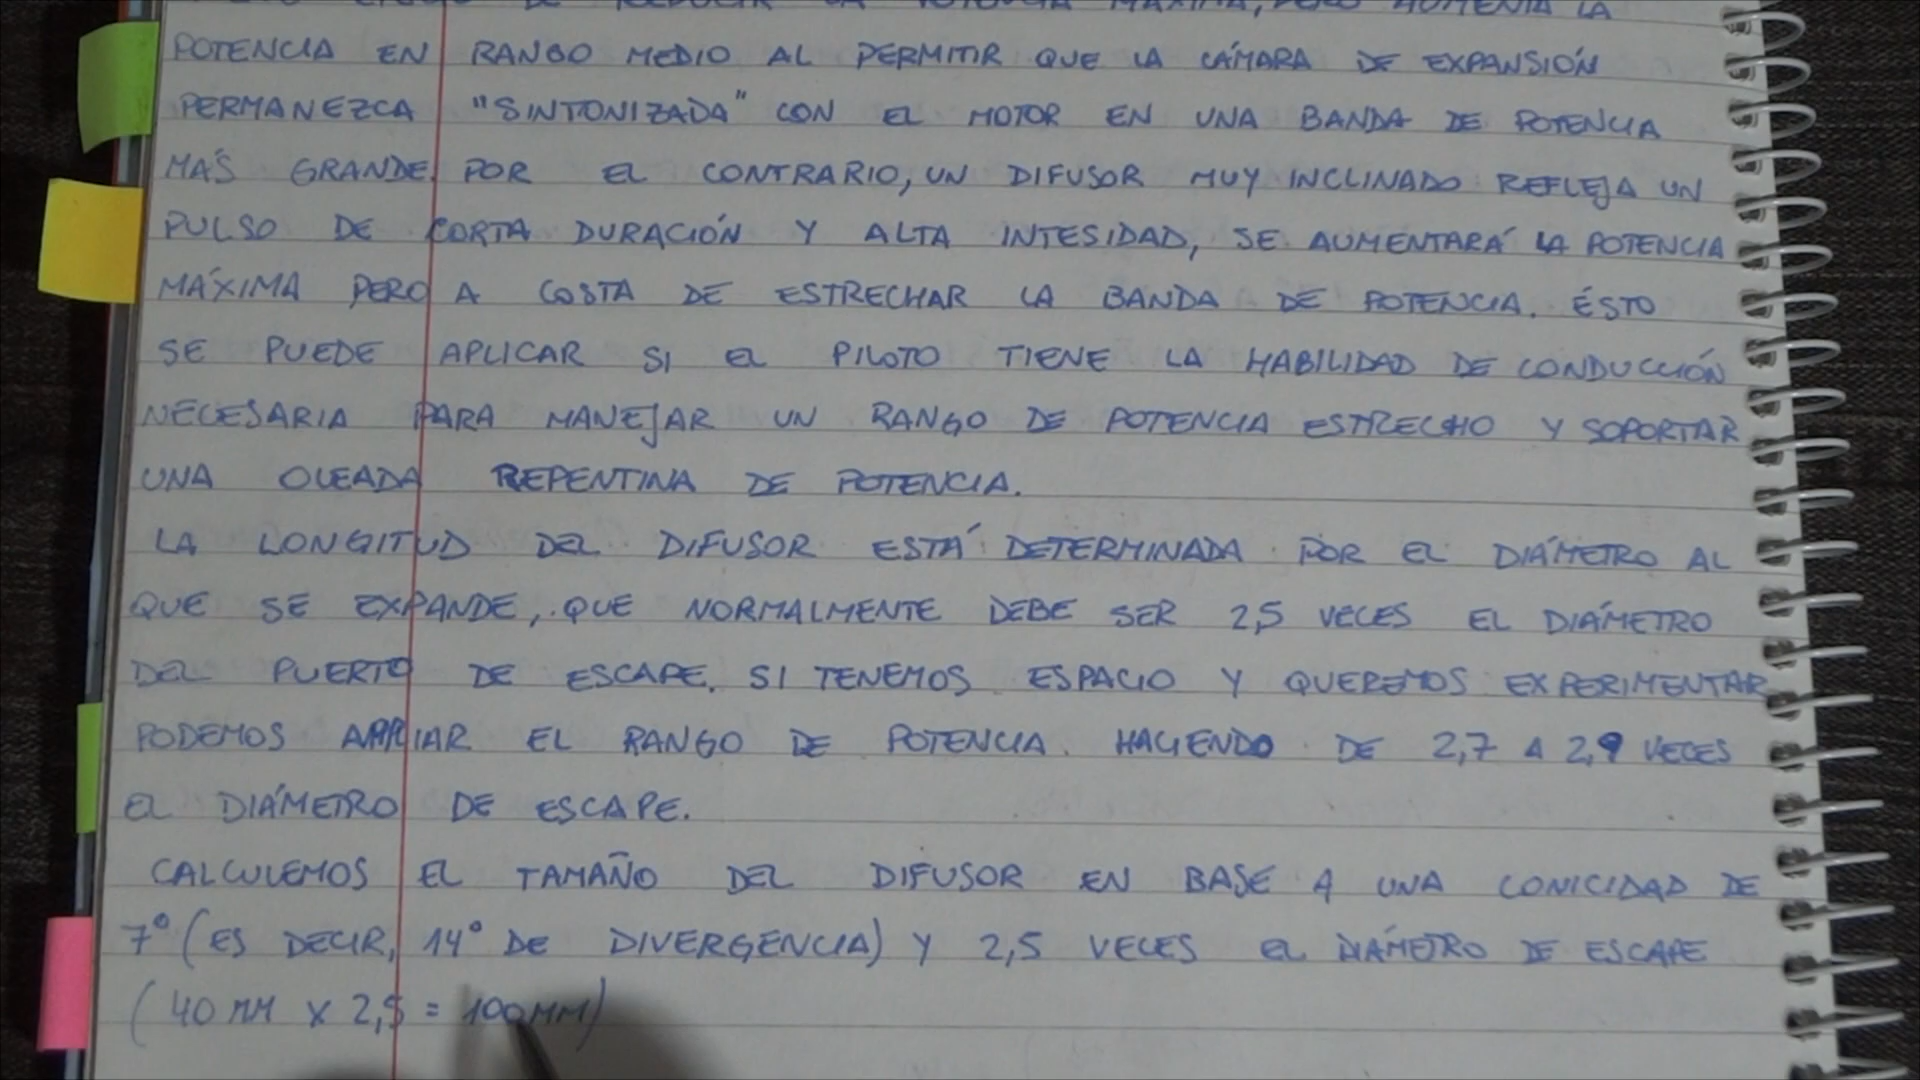 DE REDUCIR LA POTENCIA MÁXIMA, PERO AUMENTA LA
POTENCIA EN RANGO MEDIO AL PERMITIR QUE LA CÁMARA DE EXPANSIÓN
PERMANEZCA "SINTONIZADA" CON EL MOTOR EN UNA BANDA DE POTENCIA
MÁS GRANDE. POR EL CONTRARIO, UN DIFUSOR MUY INCLINADO REFLEJA UN
PULSO DE CORTA DURACIÓN Y ALTA INTESIDAD, SE AUMENTARÁ LA POTENCIA
MÁXIMA PERO A COSTA DE ESTRECHAR LA BANDA DE POTENCIA. ÉSTO
SE PUEDE APLICAR SI EL PILOTO TIENE LA HABILIDAD DE CONDUCCIÓN
NECESARIA PARA MANEJAR UN RANGO DE POTENCIA ESTRECHO Y SOPORTAR
UNA OLEADA REPENTINA DE POTENCIA.
LA LONGITUD DEL DIFUSOR ESTÁ DETERMINADA POR EL DIÁMETRO AL
QUE SE EXPANDE, QUE NORMALMENTE DEBE SER 2,5 VECES EL DIÁMETRO
DEL PUERTO DE ESCAPE. SI TENEMOS ESPACIO Y QUEREMOS EXPERIMENTAR
PODEMOS AMPLIAR EL RANGO DE POTENCIA HACIENDO DE 2,7 A 2,9 VECES
EL DIÁMETRO DE ESCAPE.
CALCULEMOS EL TAMAÑO DEL DIFUSOR EN BASE A UNA CONICIDAD DE
7° (ES DECIR, 14° DE DIVERGENCIA) Y 2,5 VECES EL DIÁMETRO DE ESCAPE
(40 MM X 2,5 = 100 MM)